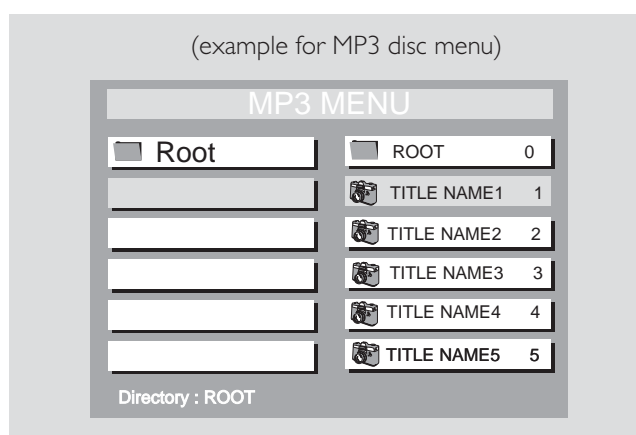 (example for MP3 disc menu)
MP3 MENU
Root
ROOT 0
TITLE NAME1 1
TITLE NAME2 2
TITLE NAME3 3
TITLE NAME4 4
TITLE NAME5 5
Directory : ROOT